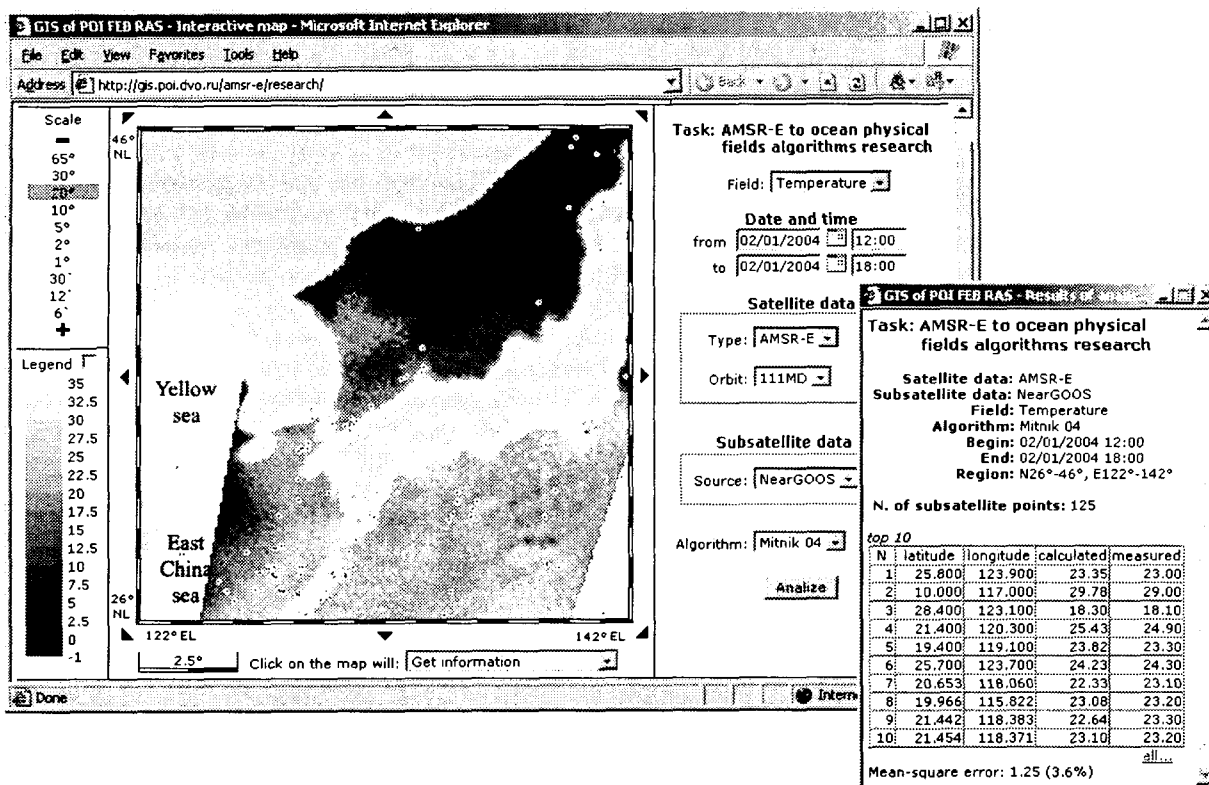 GIS of POI FEB RAS - Interactive map - Microsoft Internet Explorer
File Edit View Favorites Tools Help
Address http://gis.poi.dvo.ru/amsr-e/research/
Back
Scale
65°
30°
20°
10°
5°
2°
1°
30`
12`
6`
Legend
35
32.5
30
27.5
25
22.5
20
17.5
15
12.5
10
7.5
5
2.5
0
-1
46°
NL
Yellow
sea
East
China
sea
26°
NL
122° EL
142° EL
2.5°
Click on the map will: Get information
Done
Task: AMSR-E to ocean physical
fields algorithms research
Field: Temperature
Date and time
from 02/01/2004 12:00
to 02/01/2004 18:00
Satellite data
Type: AMSR-E
Orbit: 111MD
Subsatellite data
Source: NearGOOS
Algorithm: Mitnik 04
Analize
GIS of POI FEB RAS - Results of
Task: AMSR-E to ocean physical
fields algorithms research
Satellite data: AMSR-E
Subsatellite data: NearGOOS
Field: Temperature
Algorithm: Mitnik 04
Begin: 02/01/2004 12:00
End: 02/01/2004 18:00
Region: N26°-46°, E122°-142°
N. of subsatellite points: 125
top 10
N latitude longitude calculated measured
1 25.800 123.900 23.35 23.00
2 10.000 117.000 29.78 29.00
3 28.400 123.100 18.30 18.10
4 21.400 120.300 25.43 24.90
5 19.400 119.100 23.82 23.30
6 25.700 123.700 24.23 24.30
7 20.653 118.060 22.33 23.10
8 19.966 115.822 23.08 23.20
9 21.442 118.383 22.64 23.30
10 21.454 118.371 23.10 23.20
all...
Mean-square error: 1.25 (3.6%)